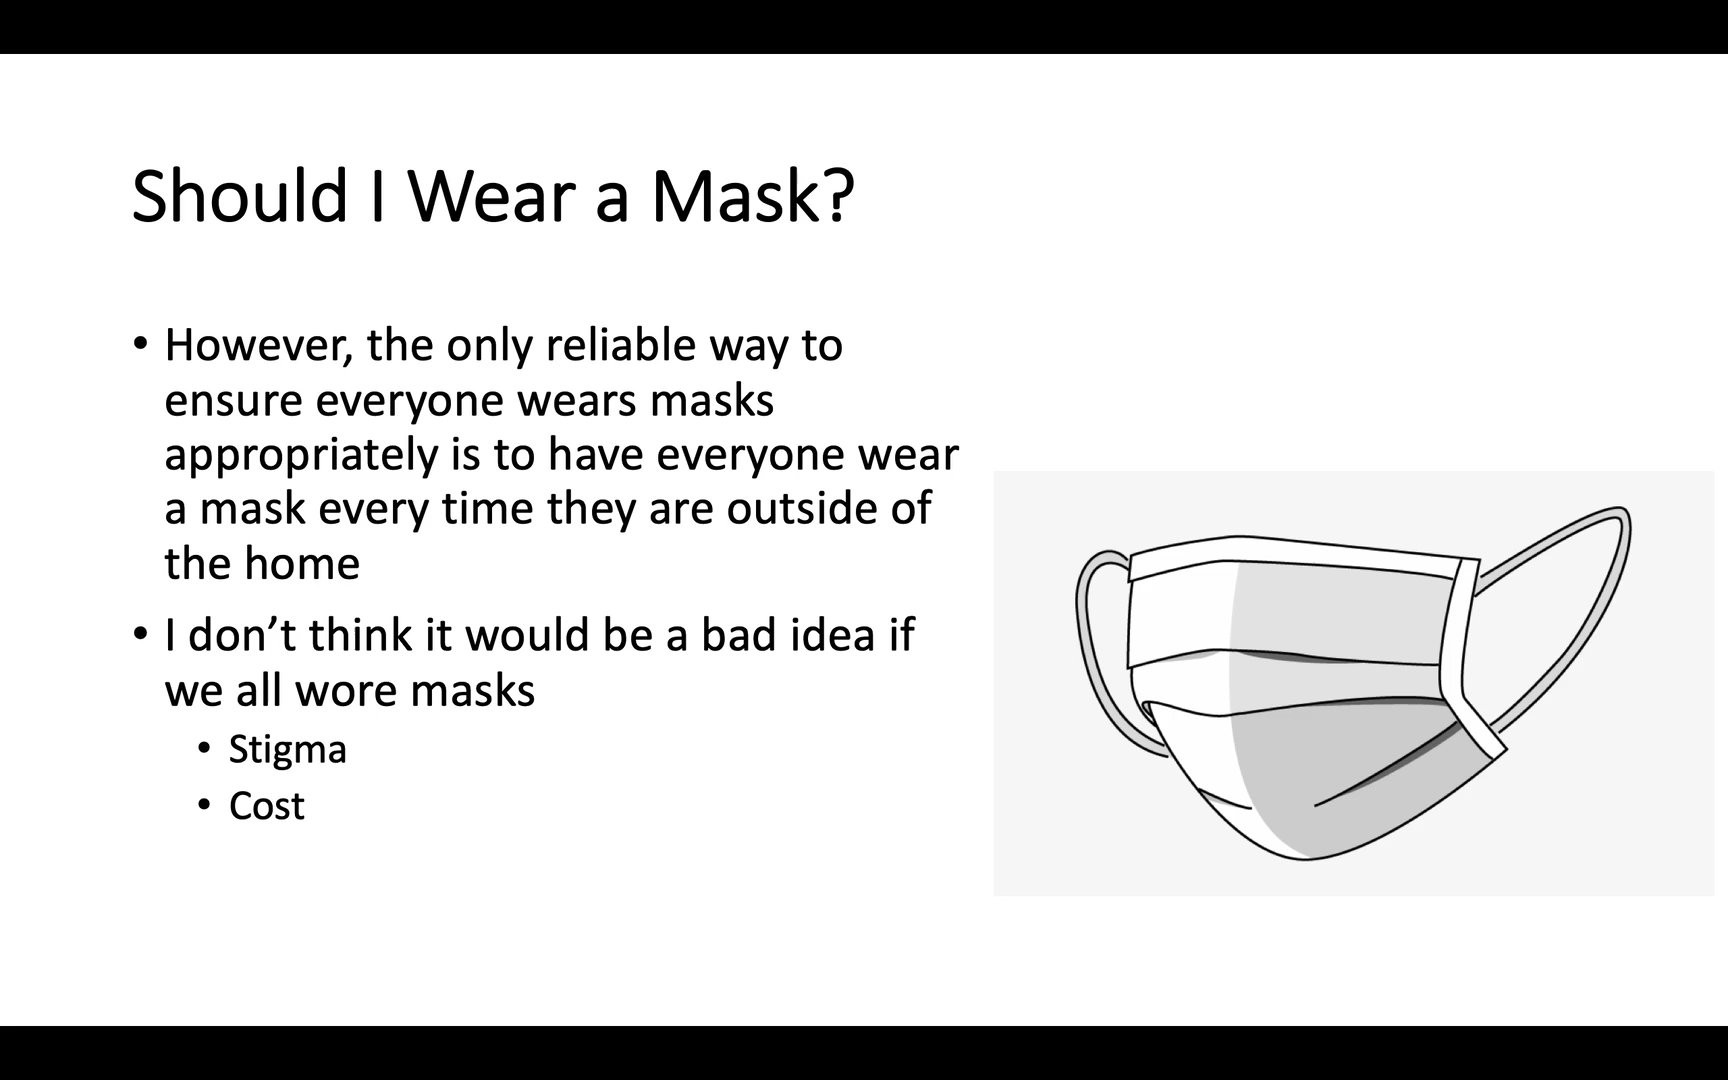 Should I Wear a Mask?
• However, the only reliable way to
ensure everyone wears masks
appropriately is to have everyone wear
a mask every time they are outside of
the home
• I don’t think it would be a bad idea if
we all wore masks
• Stigma
• Cost